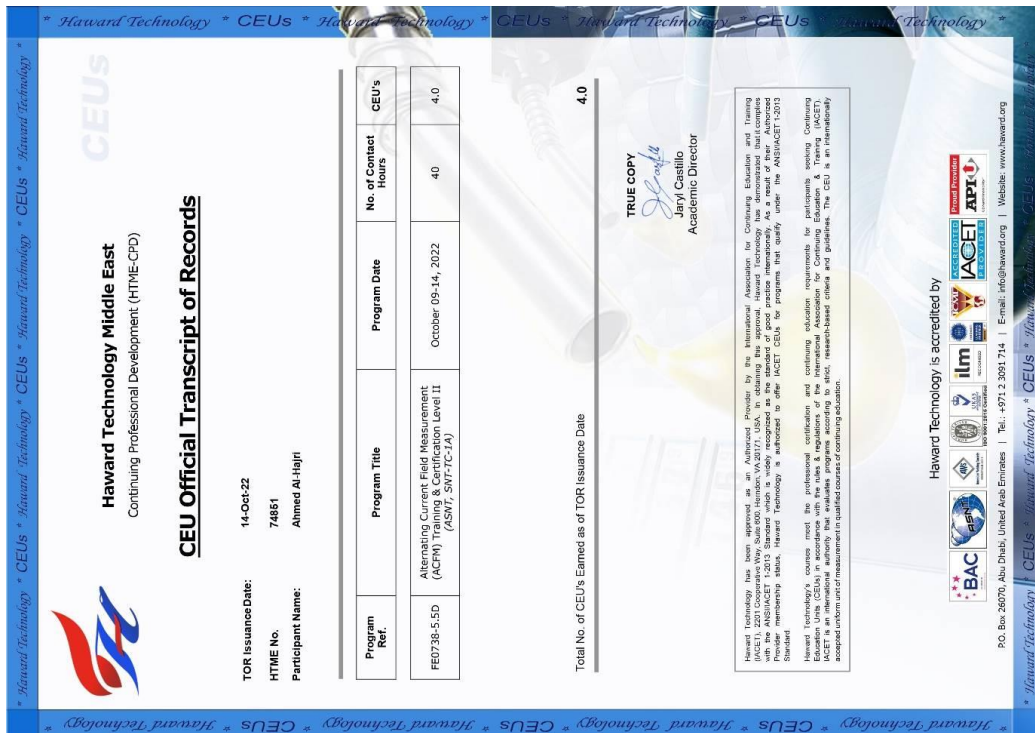 * Haward Technology * CEUs * Haward Technology * CEUs * Haward Technology * CEUs * Haward Technology *
CEUs
Haward Technology Middle East
Continuing Professional Development (HTME-CPD)
CEU Official Transcript of Records
TOR Issuance Date: 14-Oct-22
HTME No. 74851
Participant Name: Ahmed Al-Hajri
Program Ref. Program Title Program Date No. of Contact Hours CEU's
FE0738-5.5D Alternating Current Field Measurement (ACFM) Training & Certification Level II (ASNT, SNT-TC-1A) October 09-14, 2022 40 4.0
Total No. of CEU's Earned as of TOR Issuance Date 4.0
TRUE COPY
Jaryl Castillo
Academic Director
Haward Technology has been approved as an Authorized Provider by the International Association for Continuing Education and Training
(IACET), 2201 Cooperative Way, Suite 600, Herndon, VA 20171, USA. In obtaining this approval, Haward Technology has demonstrated that it complies
with the ANSI/IACET 1-2013 Standard which is widely recognized as the standard of good practice internationally. As a result of their Authorized
Provider membership status, Haward Technology is authorized to offer IACET CEUs for programs that qualify under the ANSI/IACET 1-2013
Standard.
Haward Technology's courses meet the professional certification and continuing education requirements for participants seeking Continuing
Education Units (CEUs) in accordance with the rules & regulations of the International Association for Continuing Education & Training (IACET).
IACET is an international authority that evaluates programs according to strict, research-based criteria and guidelines. The CEU is an internationally
accepted uniform unit of measurement in qualified courses of continuing education.
Haward Technology is accredited by
BAC
ASNT
ABS
ISO 9001:2015 Certified
ilm
RECOGNISED
ACCREDITED
IACET
PROVIDER
Proud Provider
API
P.O. Box 26070, Abu Dhabi, United Arab Emirates | Tel.: +971 2 3091 714 | E-mail: info@haward.org | Website: www.haward.org